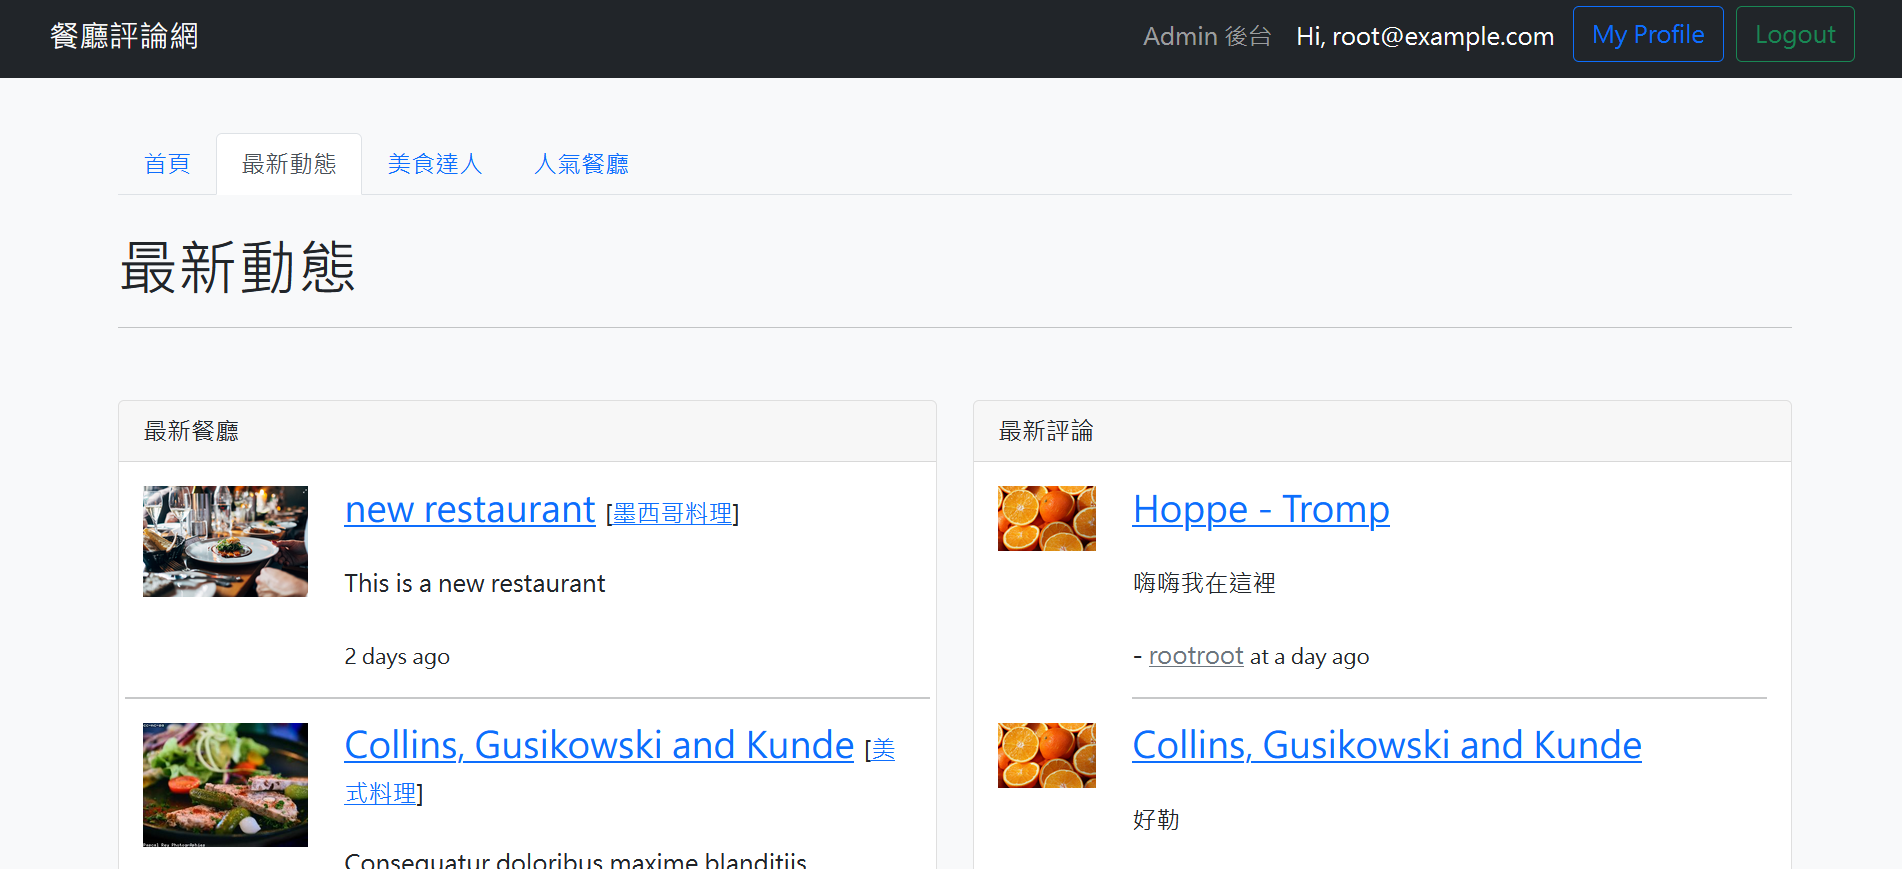 餐廳評論網
Admin 後台 Hi, root@example.com My Profile Logout
首頁 最新動態 美食達人 人氣餐廳
最新動態
最新餐廳
new restaurant [墨西哥料理]
This is a new restaurant
2 days ago
Collins, Gusikowski and Kunde [美
式料理]
Consequatur doloribus maxime blanditiis
最新評論
Hoppe - Tromp
嗨嗨我在這裡
- rootroot at a day ago
Collins, Gusikowski and Kunde
好勒